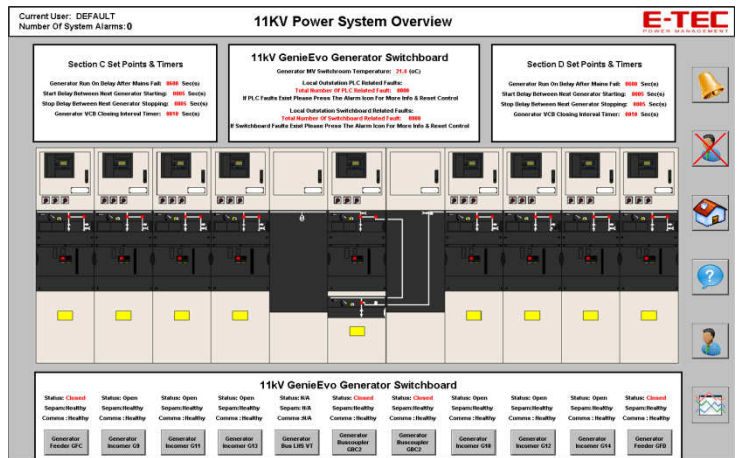 Current User: DEFAULT
Number Of System Alarms: 0
11KV Power System Overview
E-TEC
POWER MANAGEMENT
Section C Set Points & Timers
Generator Run On Delay After Mains Fail: 0600 Sec(s)
Start Delay Between Next Generator Starting: 0005 Sec(s)
Stop Delay Between Next Generator Stopping: 0005 Sec(s)
Generator VCB Closing Interval Timer: 0010 Sec(s)
11kV GenieEvo Generator Switchboard
Generator MV Switchroom Temperature: 21.4 (oC)
Local Outstation PLC Related Faults:
Total Number Of PLC Related Fault: 0000
If PLC Faults Exist Please Press The Alarm Icon For More Info & Reset Control
Local Outstation Switchboard Related Faults:
Total Number Of Switchboard Related Fault: 0000
If Switchboard Faults Exist Please Press The Alarm Icon For More Info & Reset Control
Section D Set Points & Timers
Generator Run On Delay After Mains Fail: 0600 Sec(s)
Start Delay Between Next Generator Starting: 0005 Sec(s)
Stop Delay Between Next Generator Stopping: 0005 Sec(s)
Generator VCB Closing Interval Timer: 0010 Sec(s)
11kV GenieEvo Generator Switchboard
Status: Closed Status: Open Status: Open Status: Open Status: N/A Status: Closed Status: Closed Status: Open Status: Open Status: Open Status: Closed
Sepam:Healthy Sepam:Healthy Sepam:Healthy Sepam:Healthy Sepam: N/A Sepam:Healthy Sepam:Healthy Sepam:Healthy Sepam:Healthy Sepam:Healthy Sepam:Healthy
Comms :Healthy Comms :Healthy Comms :Healthy Comms :Healthy Comms :N/A Comms :Healthy Comms :Healthy Comms :Healthy Comms :Healthy Comms :Healthy Comms :Healthy
Generator Feeder GFC
Generator Incomer G9
Generator Incomer G11
Generator Incomer G13
Generator Bus LHS VT
Generator Buscoupler GBC2
Generator Buscoupler GBC2
Generator Incomer G10
Generator Incomer G12
Generator Incomer G14
Generator Feeder GFD